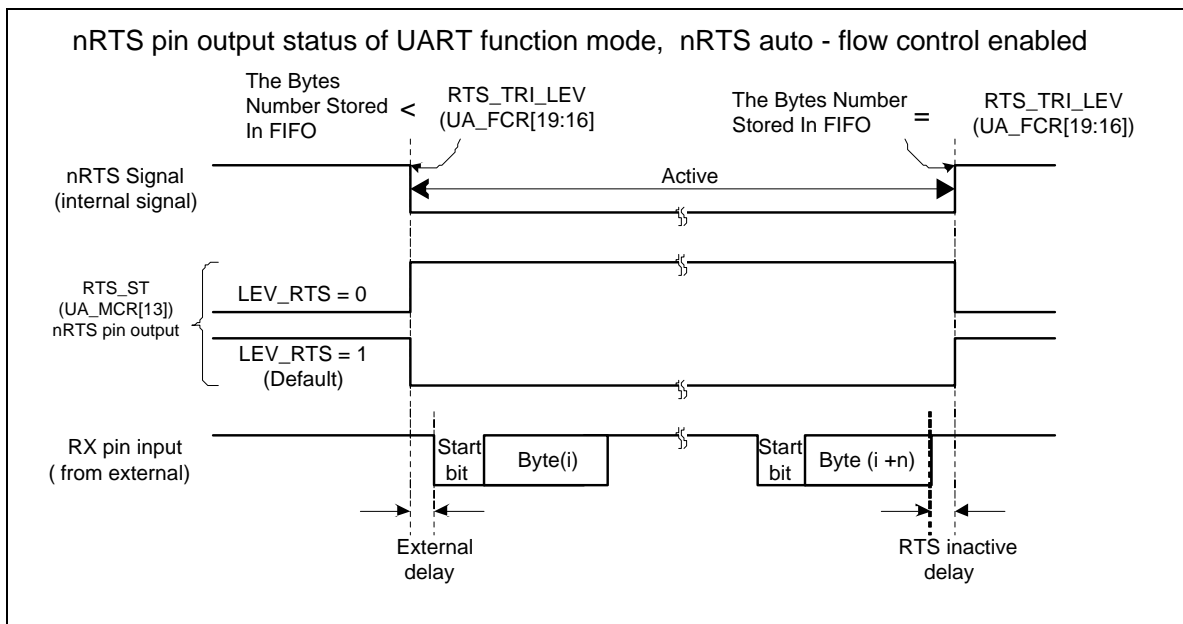 nRTS pin output status of UART function mode, nRTS auto - flow control enabled
The Bytes
Number Stored
In FIFO
<
RTS_TRI_LEV
(UA_FCR[19:16]
The Bytes Number
Stored In FIFO
=
RTS_TRI_LEV
(UA_FCR[19:16])
nRTS Signal
(internal signal)
Active
RTS_ST
(UA_MCR[13])
nRTS pin output
LEV_RTS = 0
LEV_RTS = 1
(Default)
RX pin input
( from external)
Start
bit
Byte(i)
Start
bit
Byte (i +n)
External
delay
RTS inactive
delay